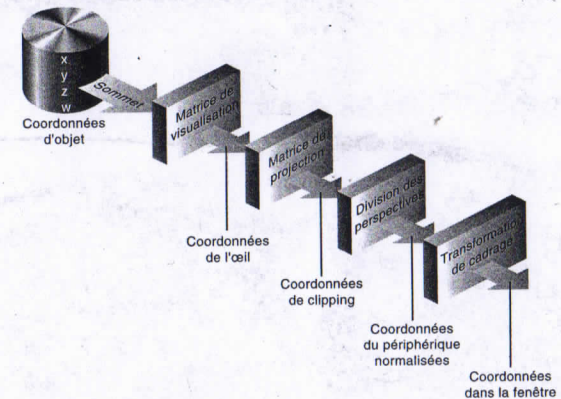 x
y
z
w
Sommet
Coordonnées
d'objet
Matrice de
visualisation
Coordonnées
de l'œil
Matrice de
projection
Coordonnées
de clipping
Division des
perspectives
Coordonnées
du périphérique
normalisées
Transformation
de cadrage
Coordonnées
dans la fenêtre